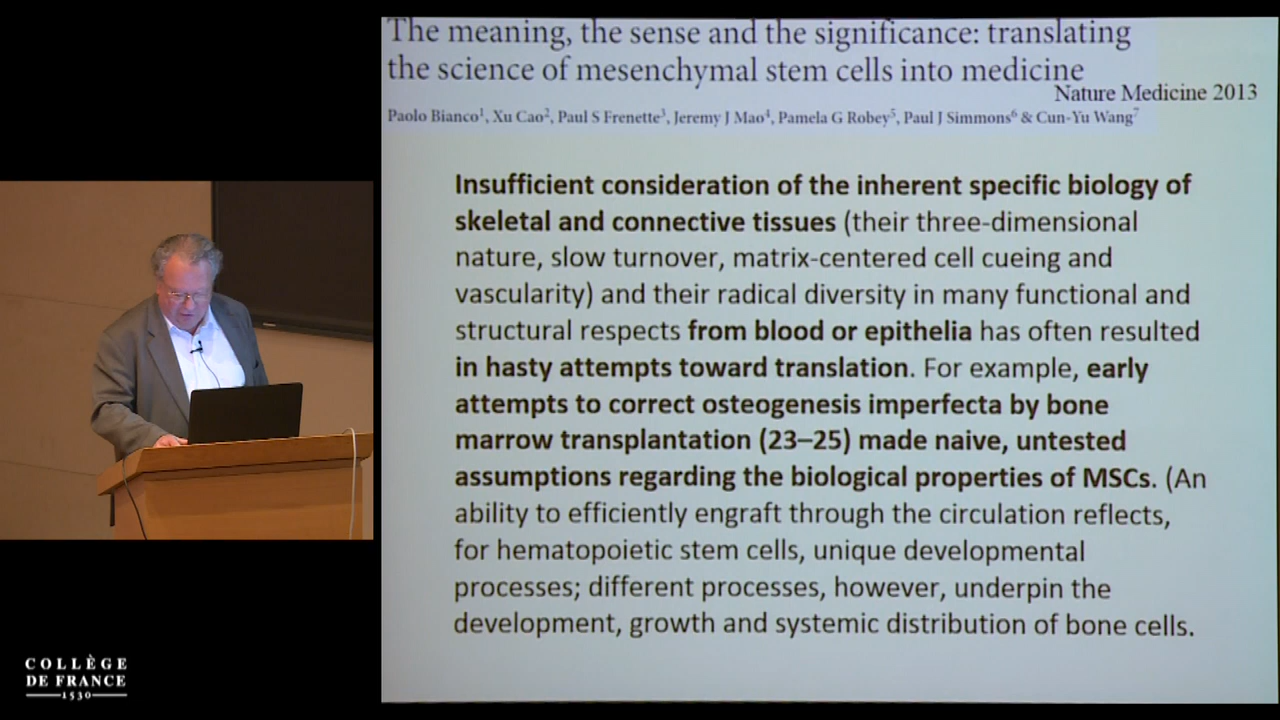 The meaning, the sense and the significance: translating
the science of mesenchymal stem cells into medicine
Nature Medicine 2013
Paolo Bianco1, Xu Cao2, Paul S Frenette3, Jeremy J Mao4, Pamela G Robey5, Paul J Simmons6 & Cun-Yu Wang7
Insufficient consideration of the inherent specific biology of
skeletal and connective tissues (their three-dimensional
nature, slow turnover, matrix-centered cell cueing and
vascularity) and their radical diversity in many functional and
structural respects from blood or epithelia has often resulted
in hasty attempts toward translation. For example, early
attempts to correct osteogenesis imperfecta by bone
marrow transplantation (23–25) made naive, untested
assumptions regarding the biological properties of MSCs. (An
ability to efficiently engraft through the circulation reflects,
for hematopoietic stem cells, unique developmental
processes; different processes, however, underpin the
development, growth and systemic distribution of bone cells.
COLLÈGE
DE FRANCE
1530